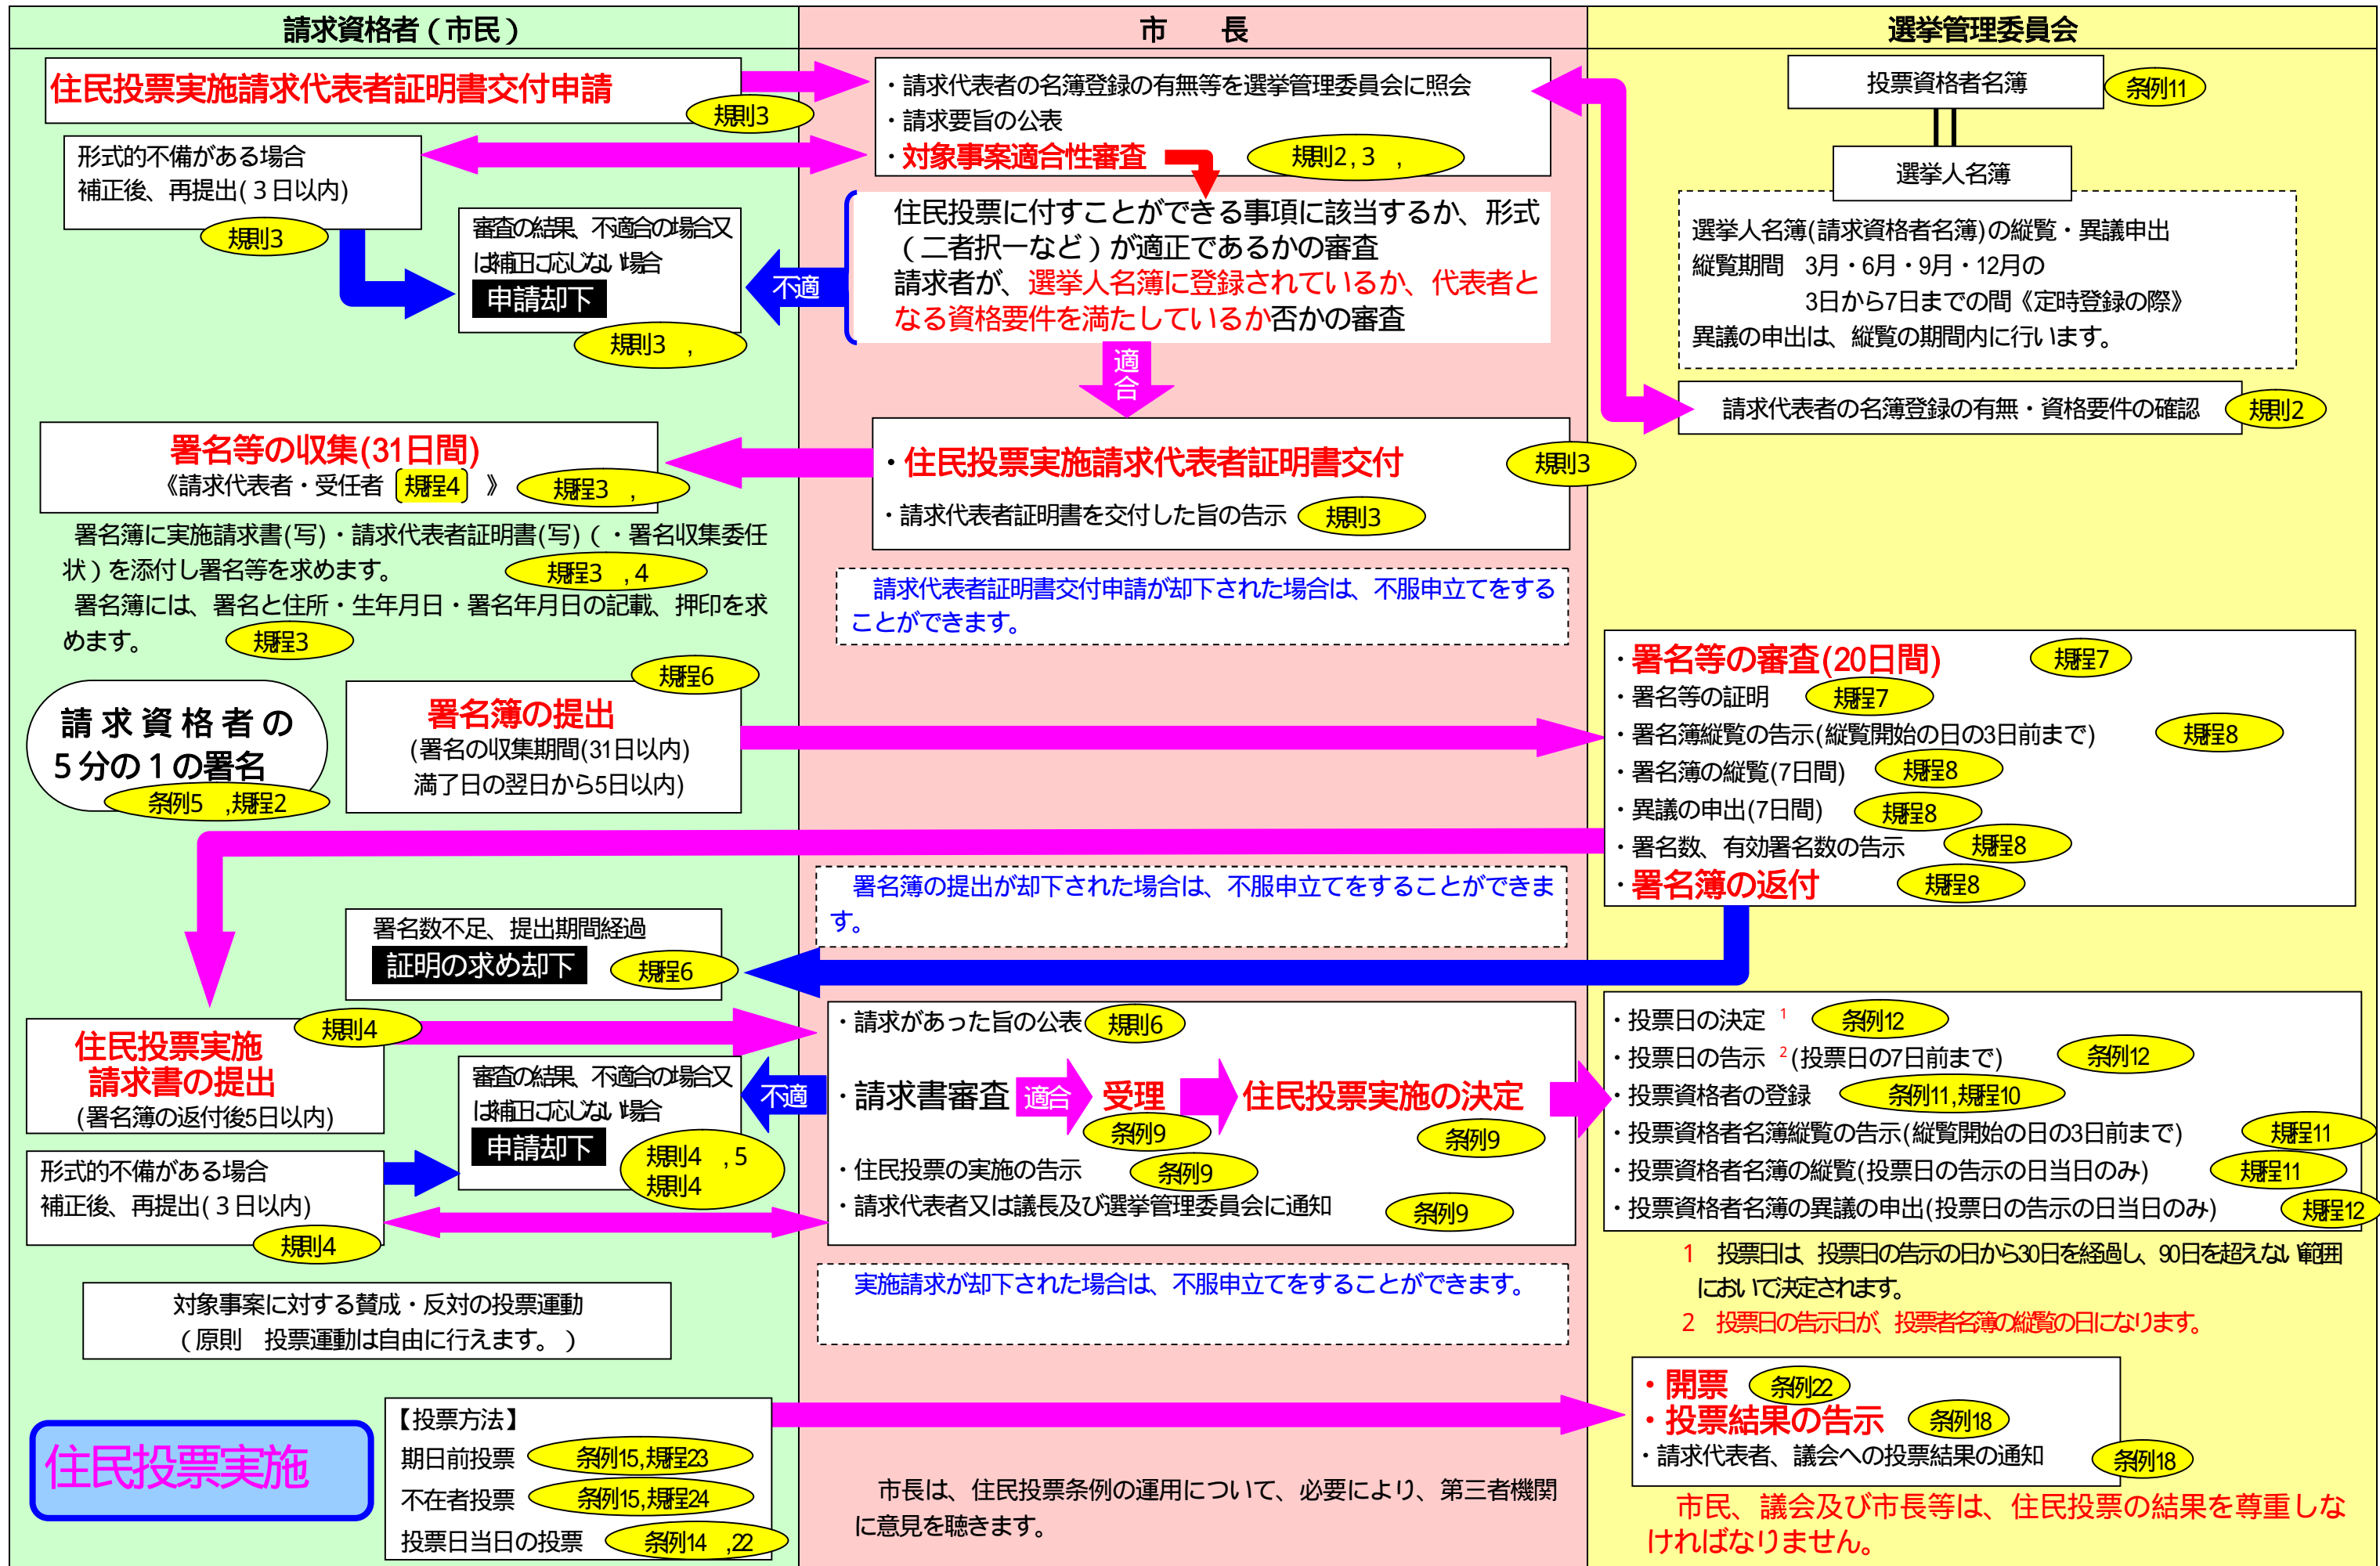 請求資格者（市民）
市　　長
選挙管理委員会
住民投票実施請求代表者証明書交付申請
規則3
形式的不備がある場合
補正後、再提出(３日以内)
規則3
審査の結果、不適合の場合又
は補正に応じない場合
申請却下
規則3　,
・請求代表者の名簿登録の有無等を選挙管理委員会に照会
・請求要旨の公表
・対象事案適合性審査
規則2,3　,
住民投票に付すことができる事項に該当するか、形式
（二者択一など）が適正であるかの審査
請求者が、選挙人名簿に登録されているか、代表者と
なる資格要件を満たしているか否かの審査
不適
適合
投票資格者名簿
条例11
選挙人名簿
選挙人名簿(請求資格者名簿)の縦覧・異議申出
縦覧期間　3月・6月・9月・12月の
3日から7日までの間《定時登録の際》
異議の申出は、縦覧の期間内に行います。
請求代表者の名簿登録の有無・資格要件の確認
規則2
署名等の収集(31日間)
《請求代表者・受任者 規程4 》
規程3　,
・住民投票実施請求代表者証明書交付
規則3
・請求代表者証明書を交付した旨の告示
規則3
署名簿に実施請求書(写)・請求代表者証明書(写)（・署名収集委任
状）を添付し署名等を求めます。
規程3　,4
署名簿には、署名と住所・生年月日・署名年月日の記載、押印を求
めます。
規程3
請求代表者証明書交付申請が却下された場合は、不服申立てをする
ことができます。
請求資格者の
５分の１の署名
条例5　,規程2
規程6
署名簿の提出
(署名の収集期間(31日以内)
満了日の翌日から5日以内)
・署名等の審査(20日間)
規程7
・署名等の証明
規程7
・署名簿縦覧の告示(縦覧開始の日の3日前まで)
規程8
・署名簿の縦覧(7日間)
規程8
・異議の申出(7日間)
規程8
・署名数、有効署名数の告示
規程8
・署名簿の返付
規程8
署名簿の提出が却下された場合は、不服申立てをすることができま
す。
署名数不足、提出期間経過
証明の求め却下
規程6
住民投票実施
請求書の提出
(署名簿の返付後5日以内)
規則4
形式的不備がある場合
補正後、再提出(３日以内)
規則4
審査の結果、不適合の場合又
は補正に応じない場合
申請却下
規則4　,5
規則4
不適
・請求があった旨の公表
規則6
・請求書審査
適合
受理
住民投票実施の決定
条例9
条例9
・住民投票の実施の告示
条例9
・請求代表者又は議長及び選挙管理委員会に通知
条例9
・投票日の決定 1
条例12
・投票日の告示 2(投票日の7日前まで)
条例12
・投票資格者の登録
条例11,規程10
・投票資格者名簿縦覧の告示(縦覧開始の日の3日前まで)
規程11
・投票資格者名簿の縦覧(投票日の告示の日当日のみ)
規程11
・投票資格者名簿の異議の申出(投票日の告示の日当日のみ)
規程12
1　投票日は、投票日の告示の日から30日を経過し、90日を超えない範囲
において決定されます。
2　投票日の告示日が、投票者名簿の縦覧の日になります。
実施請求が却下された場合は、不服申立てをすることができます。
対象事案に対する賛成・反対の投票運動
（原則　投票運動は自由に行えます。）
住民投票実施
【投票方法】
期日前投票
条例15,規程23
不在者投票
条例15,規程24
投票日当日の投票
条例14　,22
市長は、住民投票条例の運用について、必要により、第三者機関
に意見を聴きます。
・開票
条例22
・投票結果の告示
条例18
・請求代表者、議会への投票結果の通知
条例18
市民、議会及び市長等は、住民投票の結果を尊重しな
ければなりません。